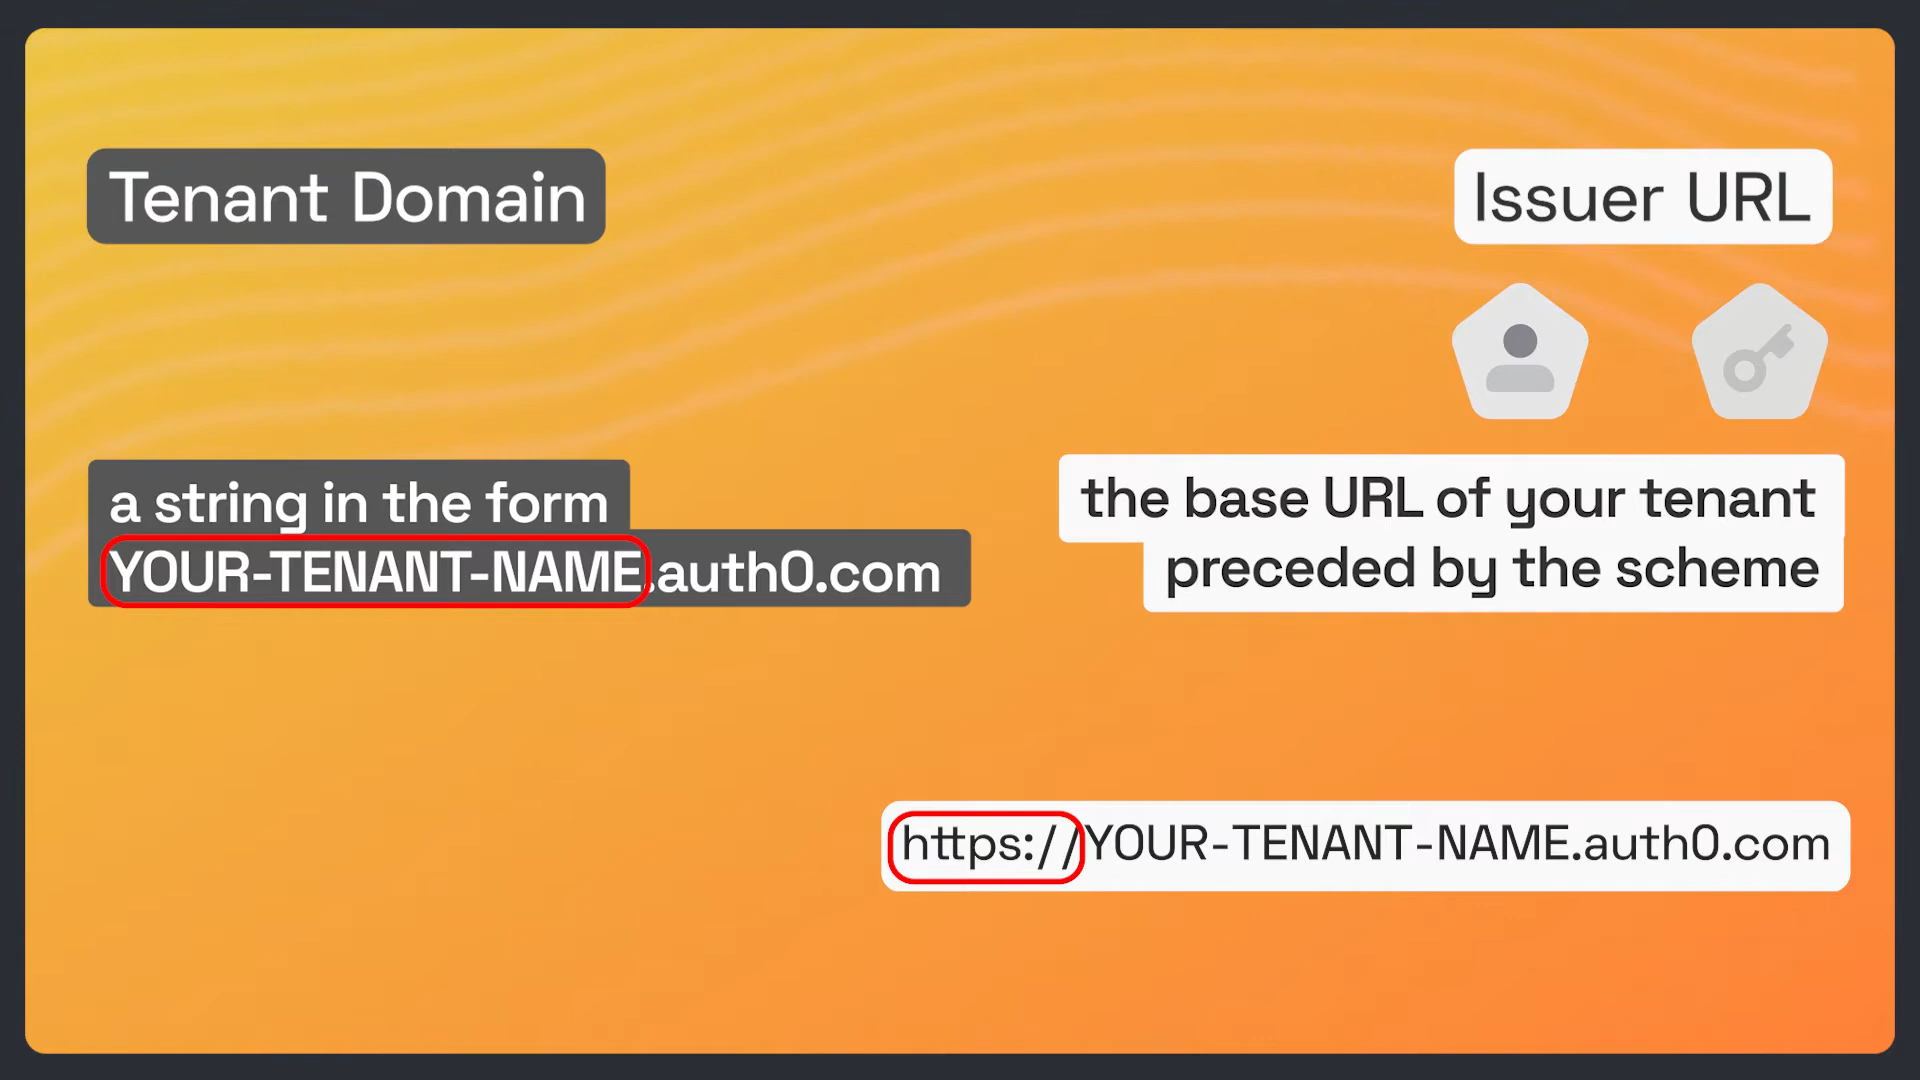 Tenant Domain
Issuer URL
a string in the form
YOUR-TENANT-NAME.auth0.com
the base URL of your tenant
preceded by the scheme
https://YOUR-TENANT-NAME.auth0.com